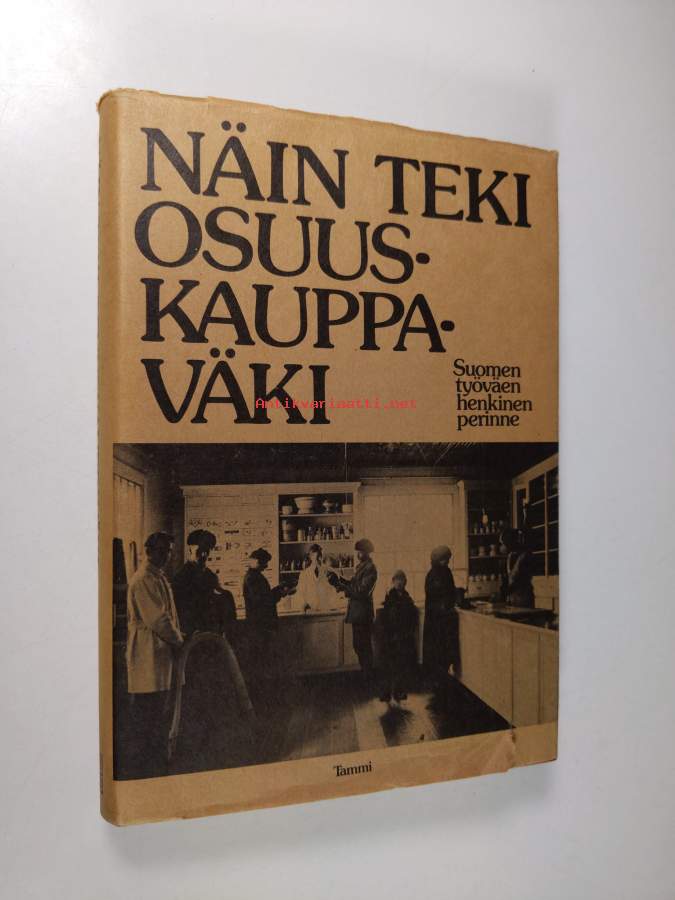 NÄIN TEKI
OSUUS-
KAUPPA-
VÄKI
Suomen
työväen
henkinen
perinne
Antikvariaatti.net
Tammi